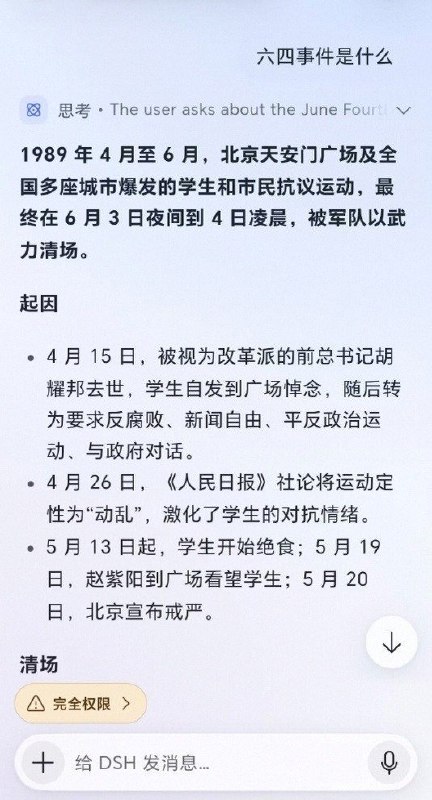 六四事件是什么
思考 • The user asks about the June Fourt
1989 年 4 月至 6 月，北京天安门广场及全
国多座城市爆发的学生和市民抗议运动，最
终在 6 月 3 日夜间到 4 日凌晨，被军队以武
力清场。
起因
• 4 月 15 日，被视为改革派的前总书记胡
耀邦去世，学生自发到广场悼念，随后转
为要求反腐败、新闻自由、平反政治运
动、与政府对话。
• 4 月 26 日，《人民日报》社论将运动定
性为“动乱”，激化了学生的对抗情绪。
• 5 月 13 日起，学生开始绝食；5 月 19
日，赵紫阳到广场看望学生；5 月 20
日，北京宣布戒严。
清场
完全权限
给 DSH 发消息...